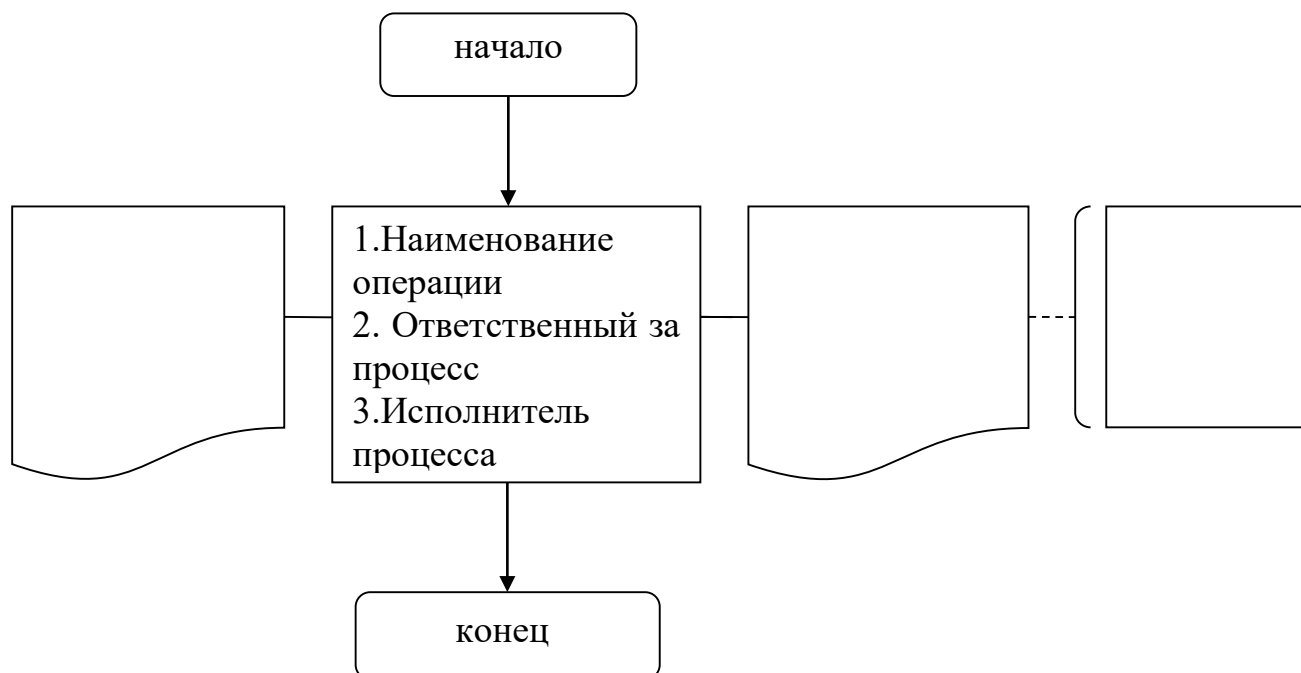 начало
1.Наименование
операции
2. Ответственный за
процесс
3.Исполнитель
процесса
конец